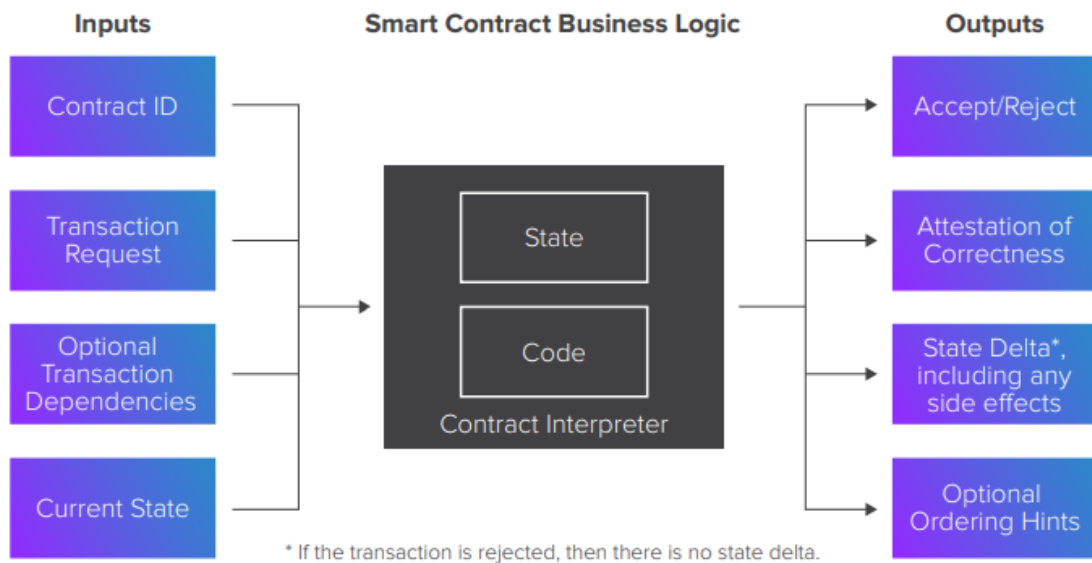 Inputs
Smart Contract Business Logic
Outputs
Contract ID
Transaction
Request
Optional
Transaction
Dependencies
Current State
State
Code
Contract Interpreter
Accept/Reject
Attestation of
Correctness
State Delta*,
including any
side effects
Optional
Ordering Hints
* If the transaction is rejected, then there is no state delta.